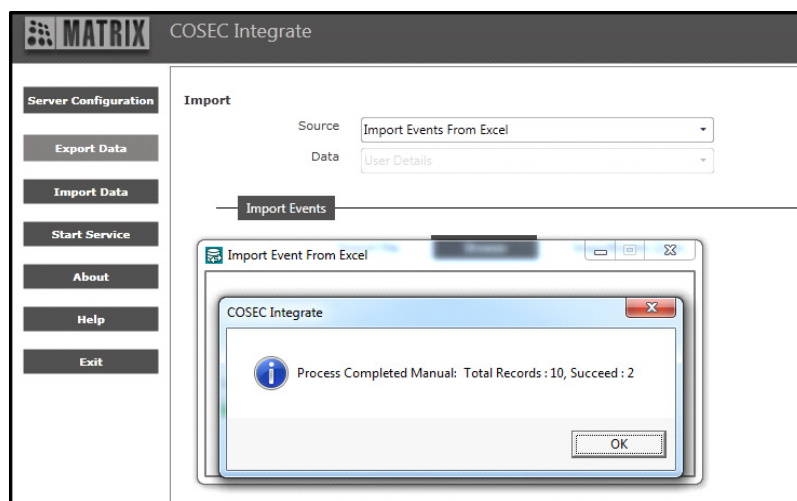 MATRIX COSEC Integrate
Server Configuration
Export Data
Import Data
Start Service
About
Help
Exit
Import
Source Import Events From Excel
Data User Details
Import Events
Import Event From Excel
COSEC Integrate
Process Completed Manual: Total Records : 10, Succeed : 2
OK